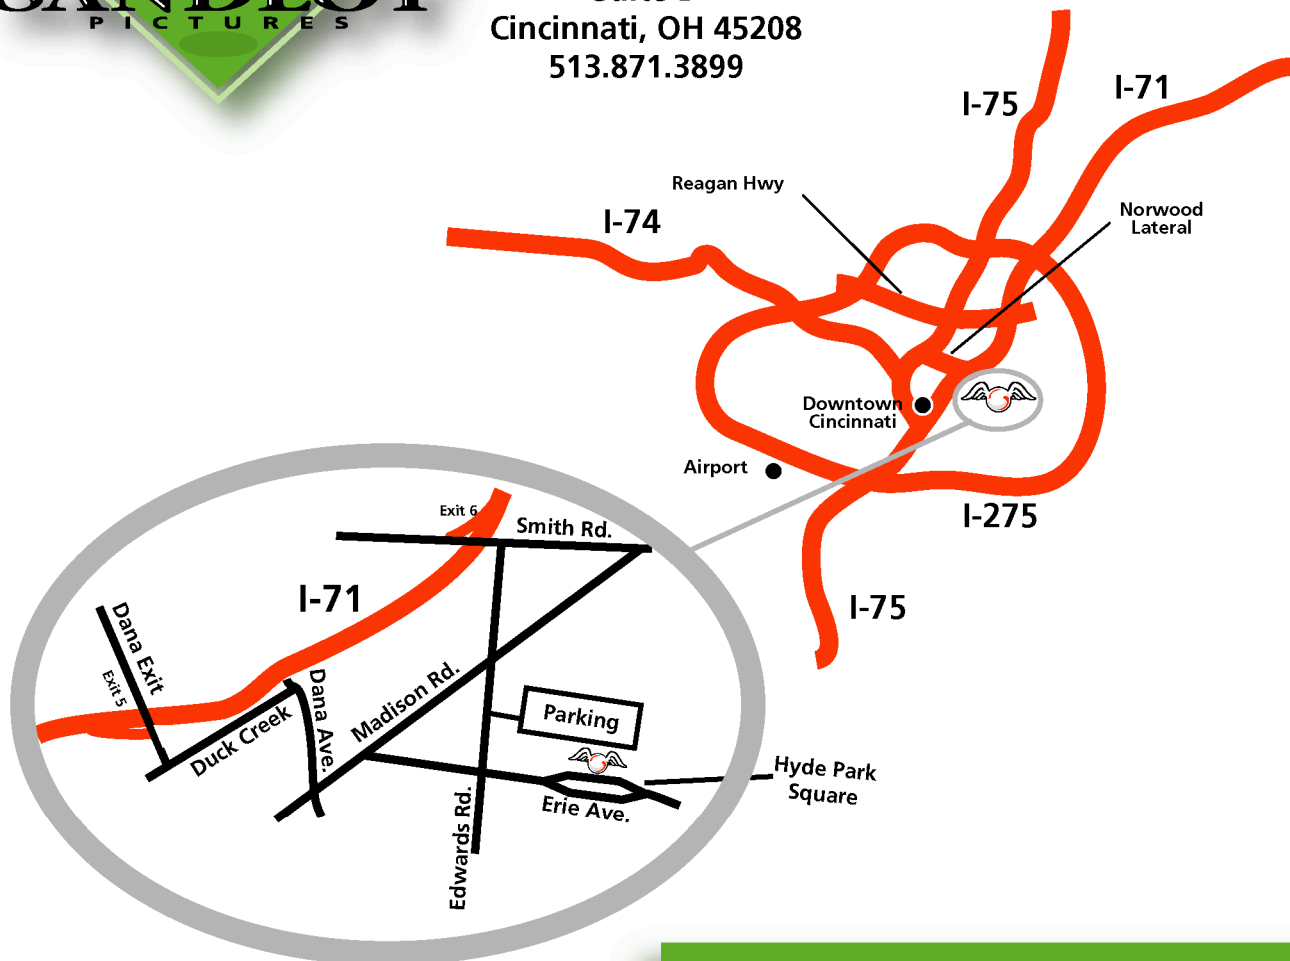 SANDLOT
PICTURES
Cincinnati, OH 45208
513.871.3899
I-75
I-71
Reagan Hwy
I-74
Norwood
Lateral
Downtown
Cincinnati
Airport
I-275
I-75
Exit 6
Smith Rd.
I-71
Dana Exit
Exit 5
Duck Creek
Dana Ave.
Madison Rd.
Parking
Hyde Park
Square
Erie Ave.
Edwards Rd.